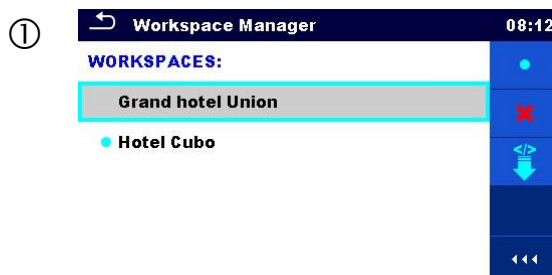 ①
Workspace Manager 08:12
WORKSPACES:
Grand hotel Union
Hotel Cubo
</>